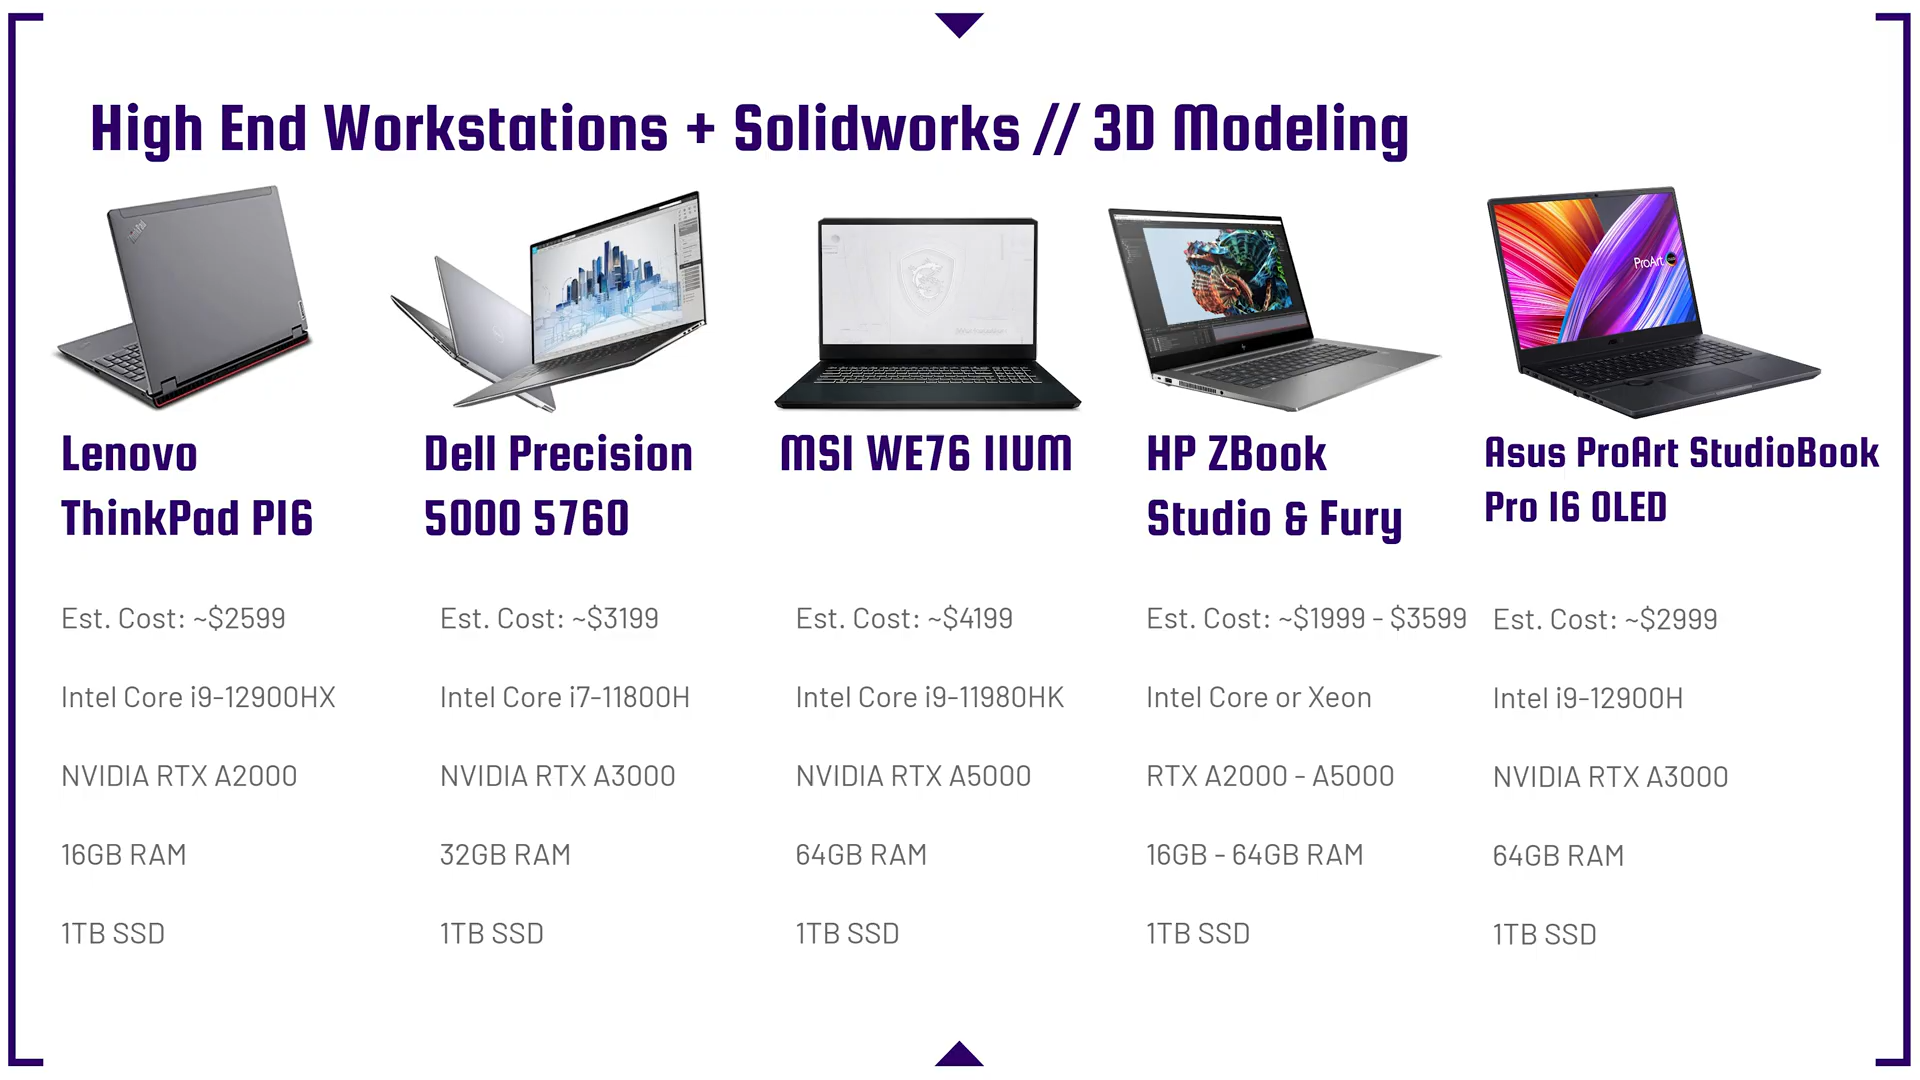 High End Workstations + Solidworks // 3D Modeling
ProArt
Lenovo
ThinkPad P16
Est. Cost: ~$2599
Intel Core i9-12900HX
NVIDIA RTX A2000
16GB RAM
1TB SSD
Dell Precision
5000 5760
Est. Cost: ~$3199
Intel Core i7-11800H
NVIDIA RTX A3000
32GB RAM
1TB SSD
MSI WE76 11UM
Est. Cost: ~$4199
Intel Core i9-11980HK
NVIDIA RTX A5000
64GB RAM
1TB SSD
HP ZBook
Studio & Fury
Est. Cost: ~$1999 - $3599
Intel Core or Xeon
RTX A2000 - A5000
16GB - 64GB RAM
1TB SSD
Asus ProArt StudioBook
Pro 16 OLED
Est. Cost: ~$2999
Intel i9-12900H
NVIDIA RTX A3000
64GB RAM
1TB SSD